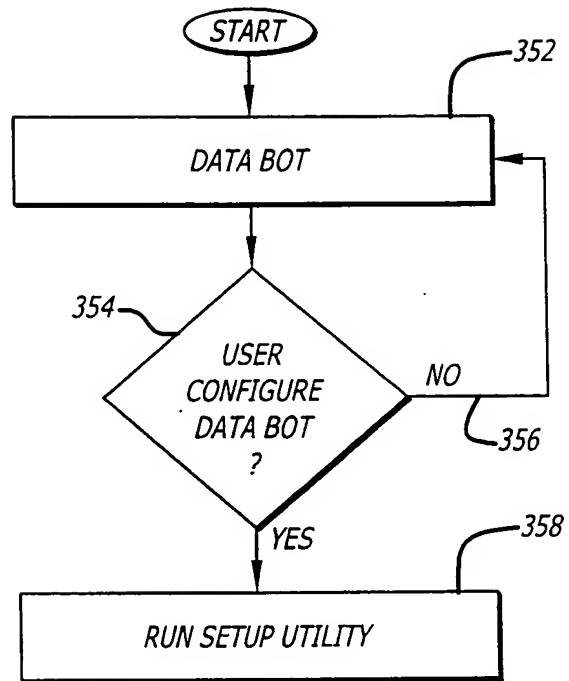 START
352
DATA BOT
354
USER
CONFIGURE
DATA BOT
?
NO
356
YES
358
RUN SETUP UTILITY